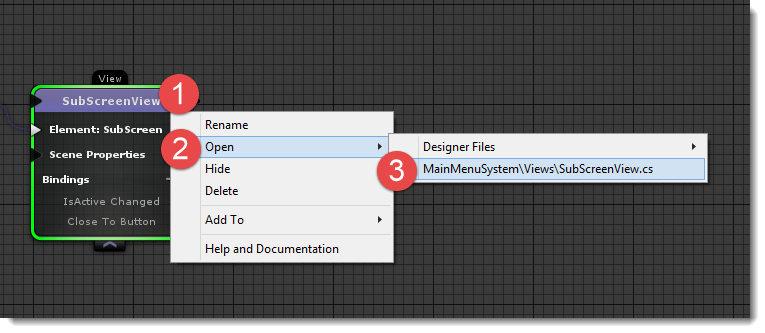 View
SubScreenView
1
Element: SubScreen
Scene Properties
Bindings
IsActive Changed
Close To Button
Rename
2
Open
Hide
Delete
Add To
Help and Documentation
Designer Files
3
MainMenuSystem\Views\SubScreenView.cs